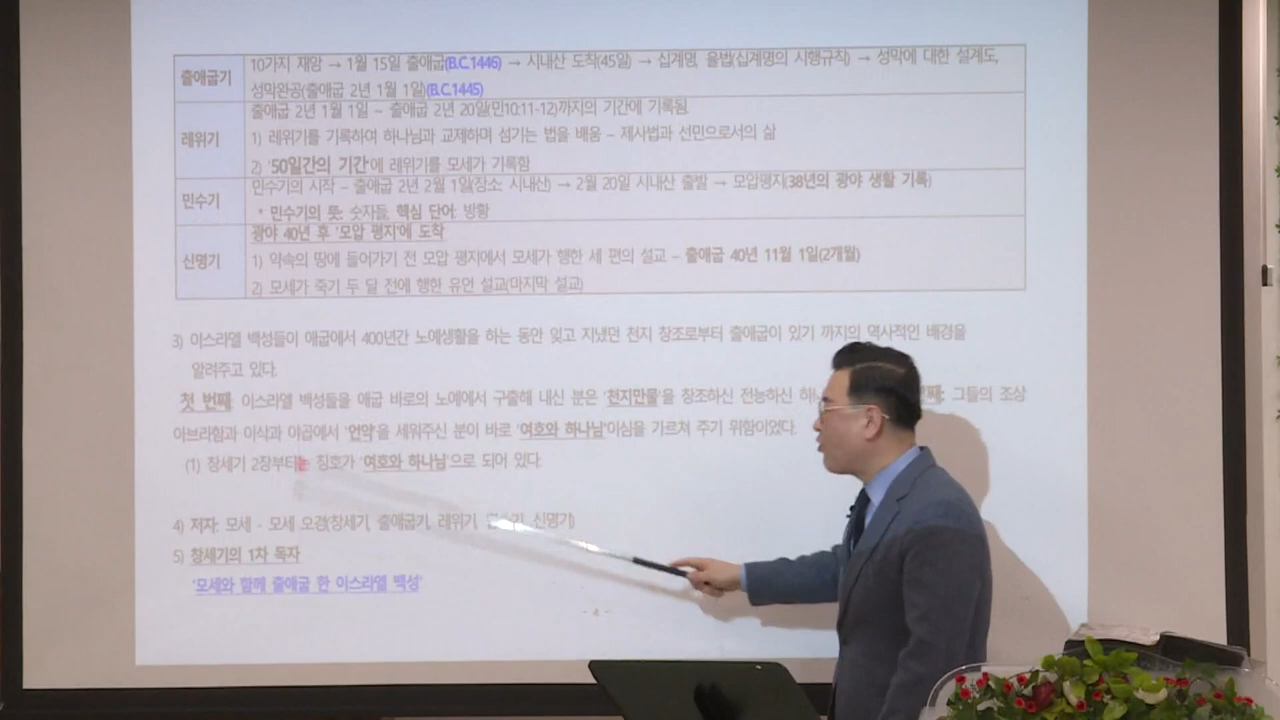 출애굽기
10가지 재앙 → 1월 15일 출애굽(B.C.1446) → 시내산 도착(45일) → 십계명, 율법(십계명의 시행규칙) → 성막에 대한 설계도,
성막완공(출애굽 2년 1월 1일)(B.C.1445)
레위기
출애굽 2년 1월 1일 - 출애굽 2년 20일(민10:11-12)까지의 기간에 기록됨.
1) 레위기를 기록하여 하나님과 교제하며 섬기는 법을 배움 - 제사법과 선민으로서의 삶
2) '50일간의 기간'에 레위기를 모세가 기록함
민수기
민수기의 시작 - 출애굽 2년 2월 1일(장소: 시내산) → 2월 20일 시내산 출발 → 모압평지(38년의 광야 생활 기록)
* 민수기의 뜻: 숫자들, 핵심 단어: 방황
신명기
광야 40년 후 '모압 평지'에 도착
1) 약속의 땅에 들어가기 전 모압 평지에서 모세가 행한 세 편의 설교 - 출애굽 40년 11월 1일(2개월)
2) 모세가 죽기 두 달 전에 행한 유언 설교(마지막 설교)
3) 이스라엘 백성들이 애굽에서 400년간 노예생활을 하는 동안 잊고 지냈던 천지 창조로부터 출애굽이 있기 까지의 역사적인 배경을
알려주고 있다.
첫 번째: 이스라엘 백성들을 애굽 바로의 노예에서 구출해 내신 분은 '천지만물'을 창조하신 전능하신 그들의 조상
아브라함과 이삭과 야곱에서 '언약'을 세워주신 분이 바로 '여호와 하나님'이심을 가르쳐 주기 위함이었다.
(1) 창세기 2장부터는 칭호가 '여호와 하나님'으로 되어 있다.
4) 저자: 모세 - 모세 오경(창세기, 출애굽기, 레위기, 신명기)
5) 창세기의 1차 독자
'모세와 함께 출애굽 한 이스라엘 백성'